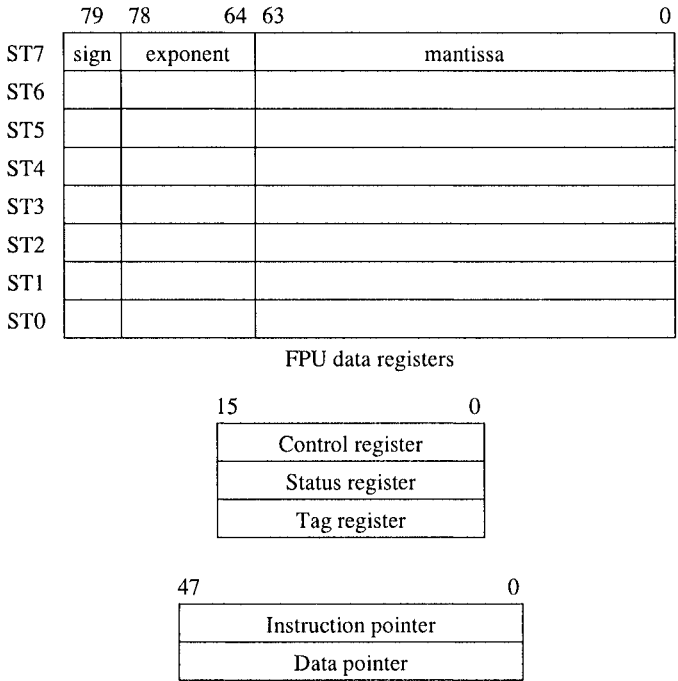 79 78 64 63 0
ST7 sign exponent mantissa
ST6
ST5
ST4
ST3
ST2
ST1
ST0
FPU data registers
15 0
Control register
Status register
Tag register
47 0
Instruction pointer
Data pointer